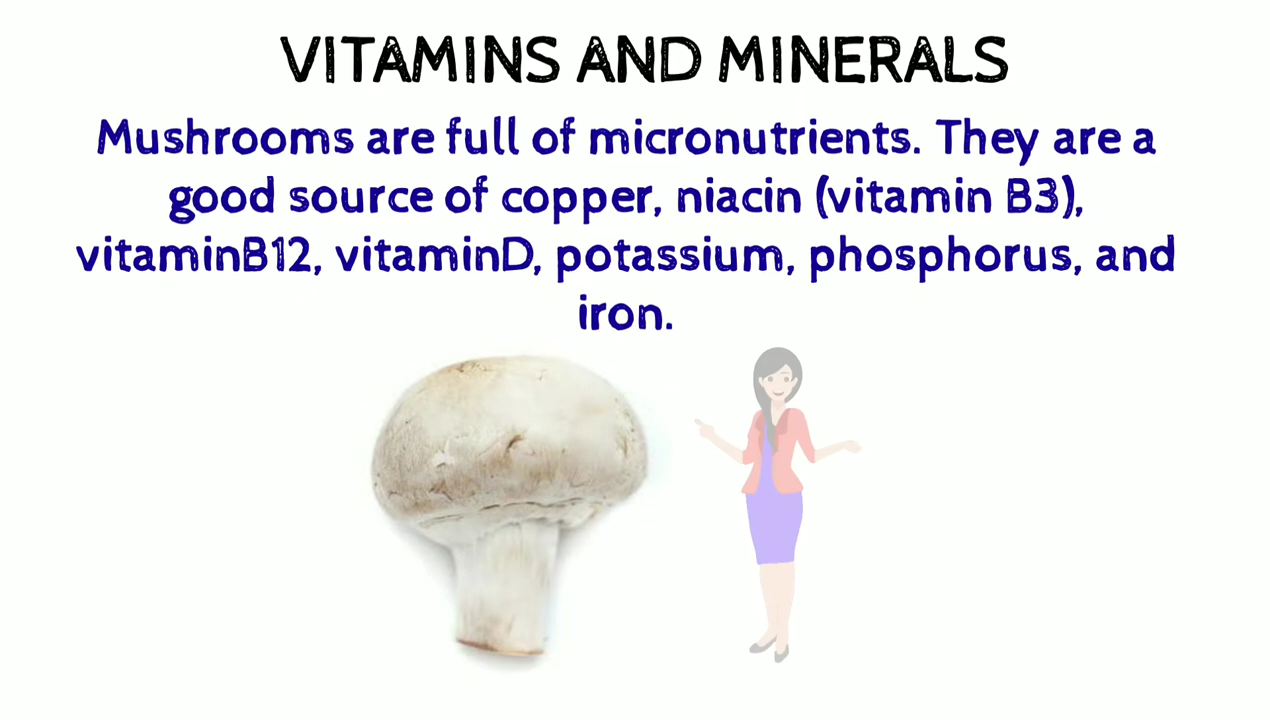 VITAMINS AND MINERALS
Mushrooms are full of micronutrients. They are a
good source of copper, niacin (vitamin B3),
vitaminB12, vitaminD, potassium, phosphorus, and
iron.